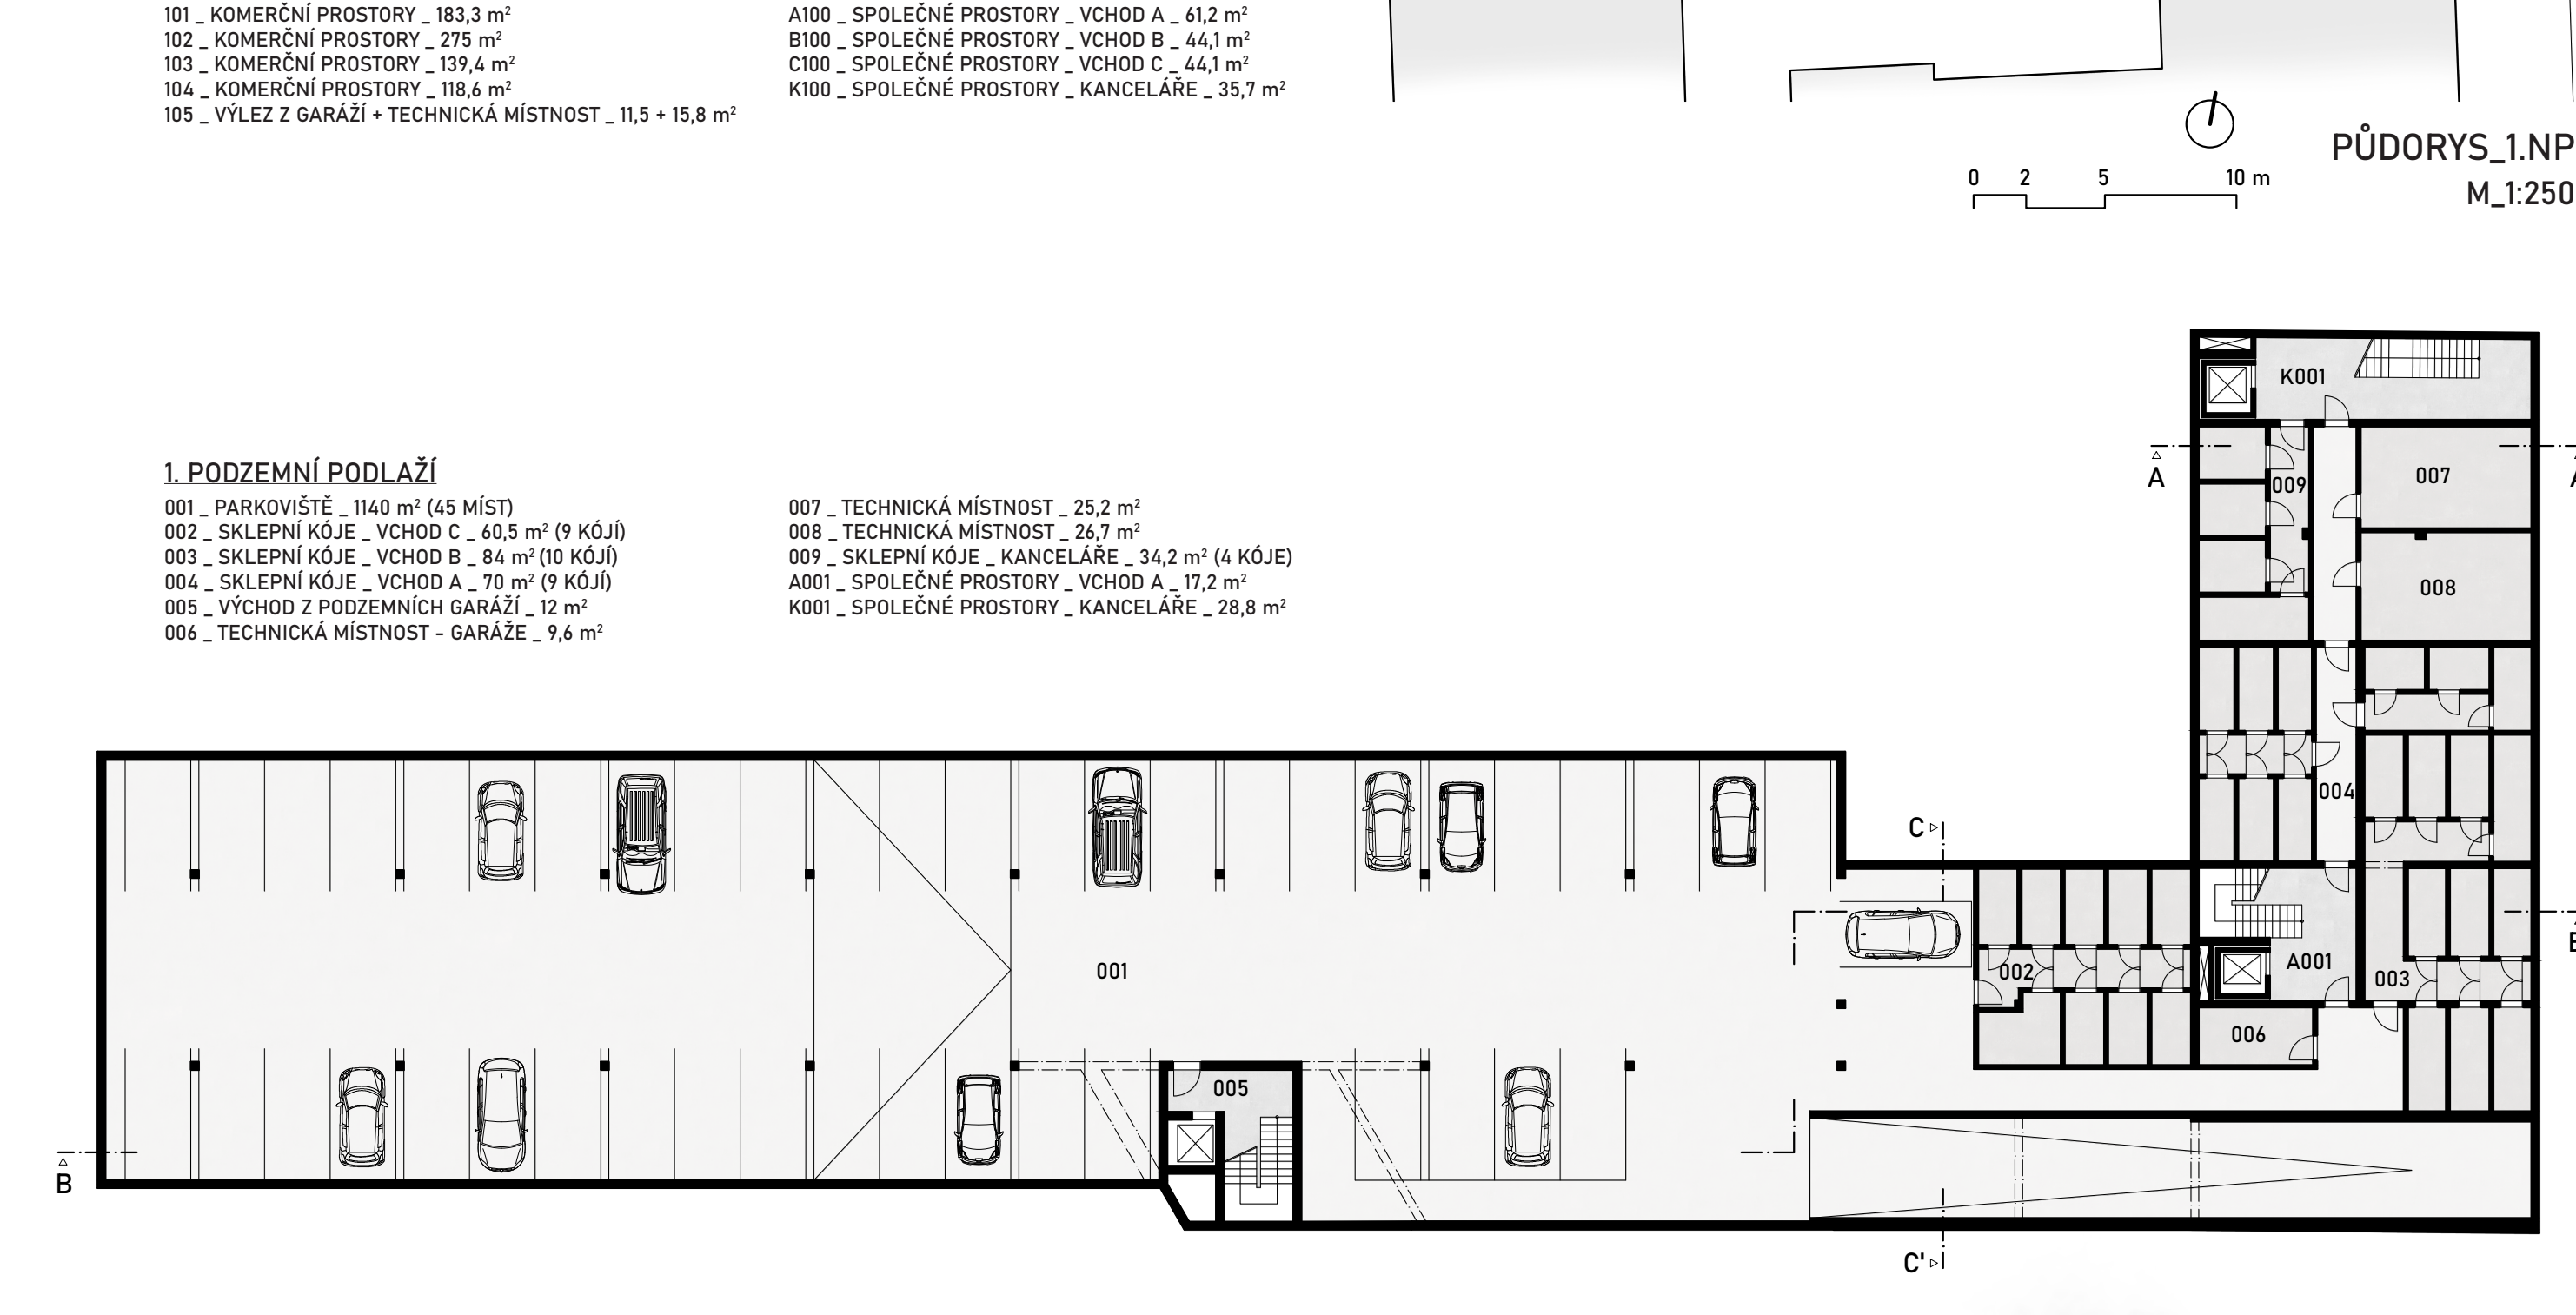 101 _ KOMERČNÍ PROSTORY _ 183,3 m²
102 _ KOMERČNÍ PROSTORY _ 275 m²
103 _ KOMERČNÍ PROSTORY _ 139,4 m²
104 _ KOMERČNÍ PROSTORY _ 118,6 m²
105 _ VÝLEZ Z GARÁŽÍ + TECHNICKÁ MÍSTNOST _ 11,5 + 15,8 m²
A100 _ SPOLEČNÉ PROSTORY _ VCHOD A _ 61,2 m²
B100 _ SPOLEČNÉ PROSTORY _ VCHOD B _ 44,1 m²
C100 _ SPOLEČNÉ PROSTORY _ VCHOD C _ 44,1 m²
K100 _ SPOLEČNÉ PROSTORY _ KANCELÁŘE _ 35,7 m²
PŮDORYS_1.NP
M_1:250
0 2 5 10 m
1. PODZEMNÍ PODLAŽÍ
001 _ PARKOVIŠTĚ _ 1140 m² (45 MÍST)
002 _ SKLEPNÍ KÓJE _ VCHOD C _ 60,5 m² (9 KÓJÍ)
003 _ SKLEPNÍ KÓJE _ VCHOD B _ 84 m² (10 KÓJÍ)
004 _ SKLEPNÍ KÓJE _ VCHOD A _ 70 m² (9 KÓJÍ)
005 _ VÝCHOD Z PODZEMNÍCH GARÁŽÍ _ 12 m²
006 _ TECHNICKÁ MÍSTNOST - GARÁŽE _ 9,6 m²
007 _ TECHNICKÁ MÍSTNOST _ 25,2 m²
008 _ TECHNICKÁ MÍSTNOST _ 26,7 m²
009 _ SKLEPNÍ KÓJE _ KANCELÁŘE _ 34,2 m² (4 KÓJE)
A001 _ SPOLEČNÉ PROSTORY _ VCHOD A _ 17,2 m²
K001 _ SPOLEČNÉ PROSTORY _ KANCELÁŘE _ 28,8 m²
K001
A
009
007
008
004
C
001
002
A001
003
006
005
B
C'